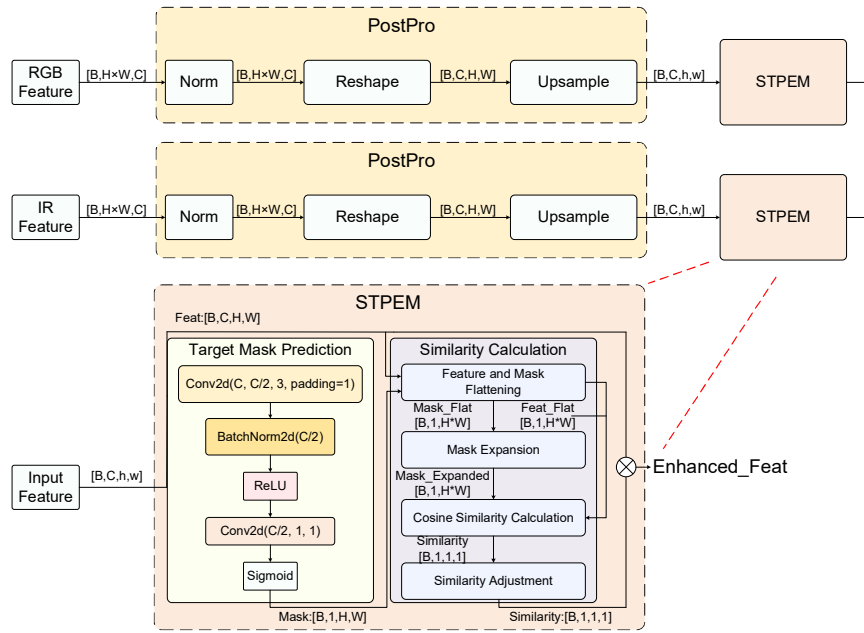 PostPro
RGB
Feature
[B,H×W,C]
Norm
[B,H×W,C]
Reshape
[B,C,H,W]
Upsample
[B,C,h,w]
STPEM
PostPro
IR
Feature
[B,H×W,C]
Norm
[B,H×W,C]
Reshape
[B,C,H,W]
Upsample
[B,C,h,w]
STPEM
STPEM
Feat:[B,C,H,W]
Input
Feature
[B,C,h,w]
Target Mask Prediction
Conv2d(C, C/2, 3, padding=1)
BatchNorm2d(C/2)
ReLU
Conv2d(C/2, 1, 1)
Sigmoid
Mask:[B,1,H,W]
Similarity Calculation
Feature and Mask
Flattening
Mask_Flat
[B,1,H*W]
Feat_Flat
[B,1,H*W]
Mask Expansion
Mask_Expanded
[B,1,H*W]
Cosine Similarity Calculation
Similarity
[B,1,1,1]
Similarity Adjustment
Similarity:[B,1,1,1]
Enhanced_Feat